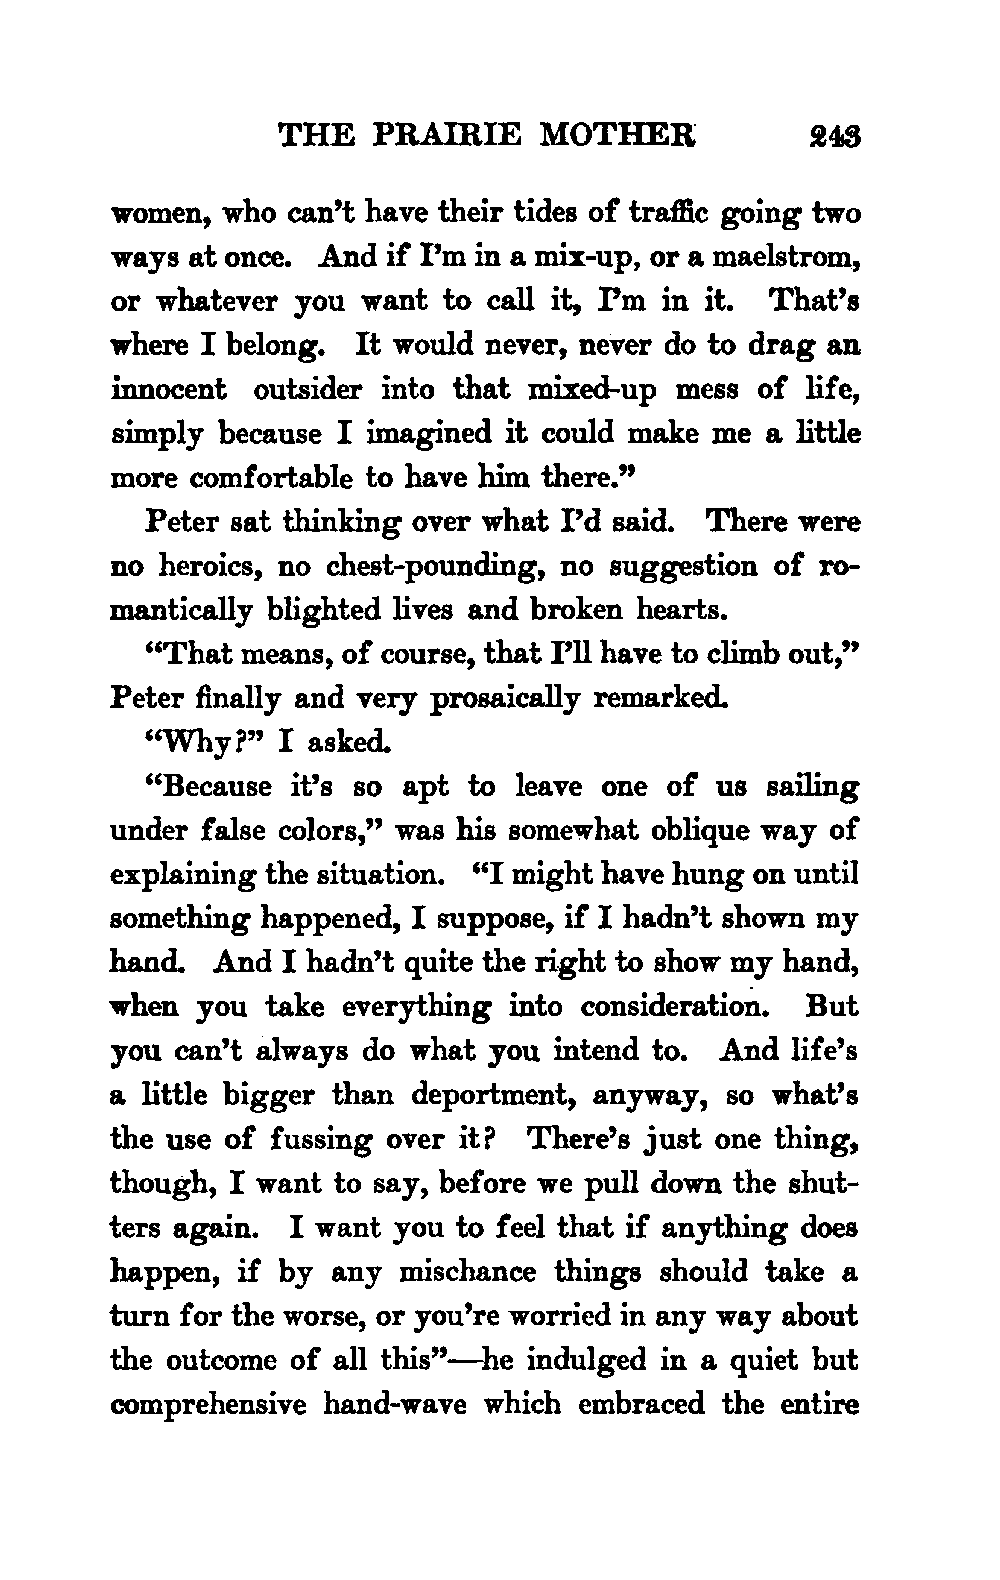 THE PRAIRIE MOTHER 243
women, who can't have their tides of traffic going two
ways at once. And if I'm in a mix-up, or a maelstrom,
or whatever you want to call it, I'm in it. That's
where I belong. It would never, never do to drag an
innocent outsider into that mixed-up mess of life,
simply because I imagined it could make me a little
more comfortable to have him there."
Peter sat thinking over what I'd said. There were
no heroics, no chest-pounding, no suggestion of ro-
mantically blighted lives and broken hearts.
"That means, of course, that I'll have to climb out,"
Peter finally and very prosaically remarked.
"Why?" I asked.
"Because it's so apt to leave one of us sailing
under false colors," was his somewhat oblique way of
explaining the situation. "I might have hung on until
something happened, I suppose, if I hadn't shown my
hand. And I hadn't quite the right to show my hand,
when you take everything into consideration. But
you can't always do what you intend to. And life's
a little bigger than deportment, anyway, so what's
the use of fussing over it? There's just one thing,
though, I want to say, before we pull down the shut-
ters again. I want you to feel that if anything does
happen, if by any mischance things should take a
turn for the worse, or you're worried in any way about
the outcome of all this"—he indulged in a quiet but
comprehensive hand-wave which embraced the entire